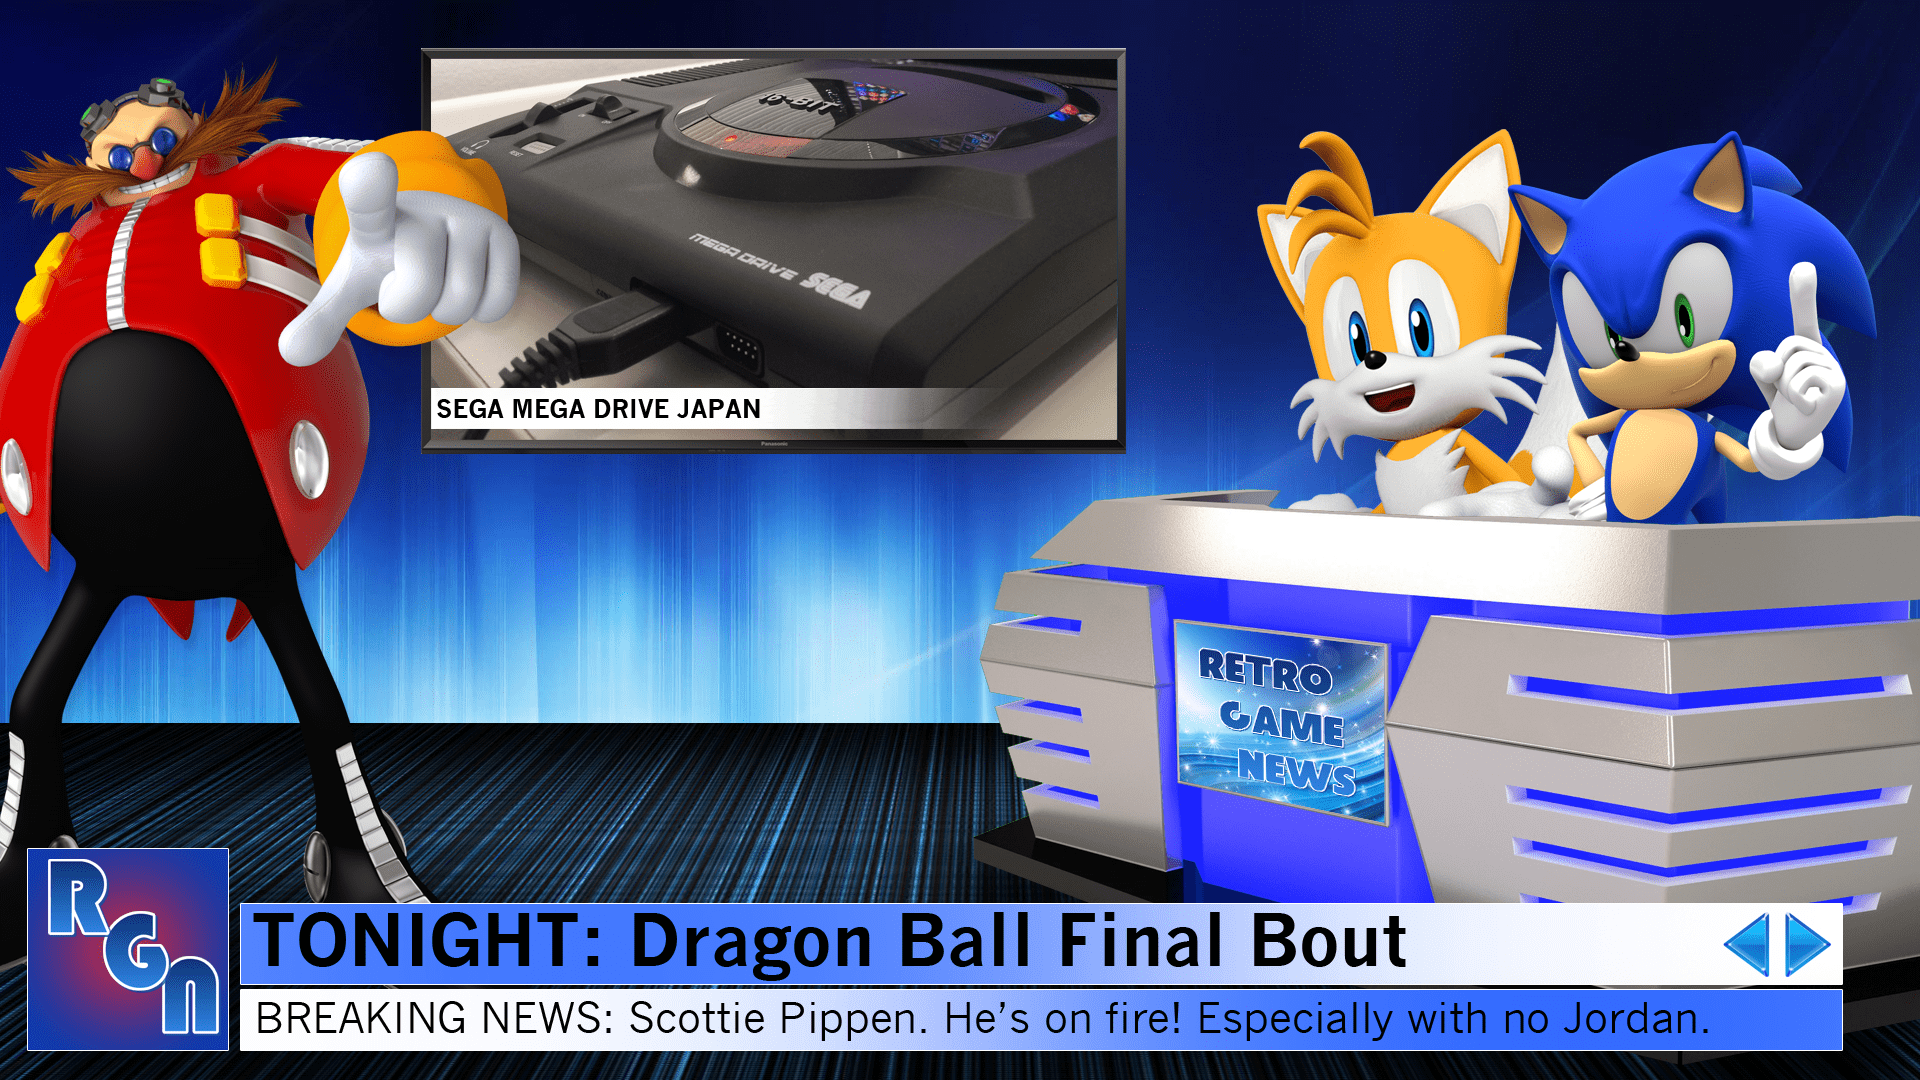 16-BIT
MEGA DRIVE SEGA
SEGA MEGA DRIVE JAPAN
Panasonic
RETRO
GAME
NEWS
RGN
TONIGHT: Dragon Ball Final Bout
BREAKING NEWS: Scottie Pippen. He's on fire! Especially with no Jordan.